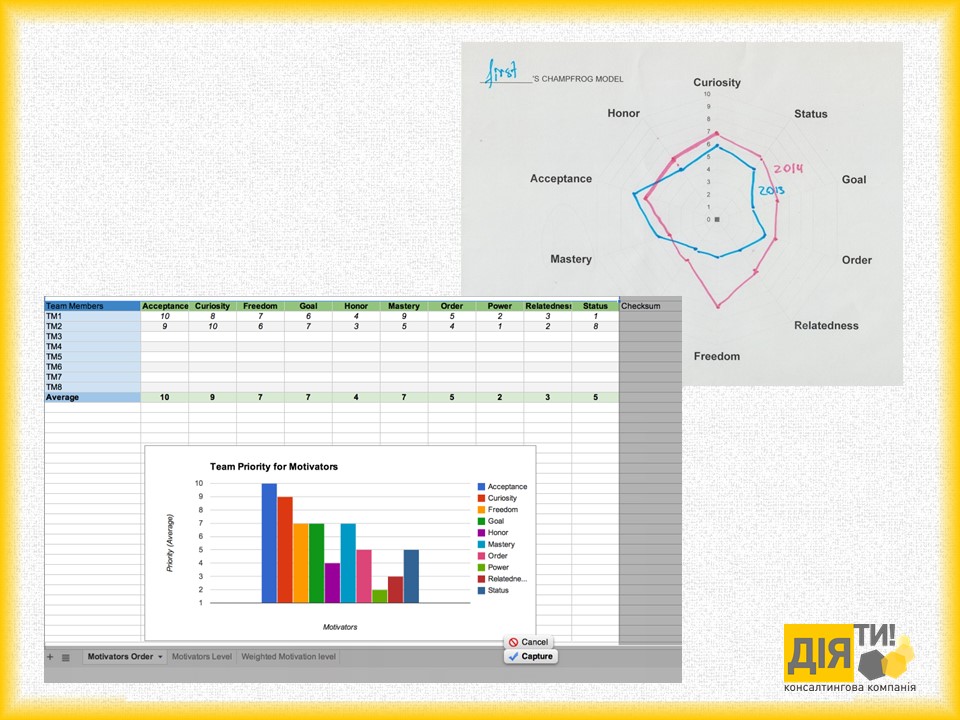 first 'S CHAMPFROG MODEL
Curiosity
10
9
8
7
6
5
4
3
2
1
0
Honor
Status
Acceptance
Goal
2014
2013
Mastery
Order
Relatedness
Freedom
Team Members Acceptance Curiosity Freedom Goal Honor Mastery Order Power Relatedness Status Checksum
TM1 10 8 7 6 4 9 5 2 3 1
TM2 9 10 6 7 3 5 4 1 2 8
TM3
TM4
TM5
TM6
TM7
TM8
Average 10 9 7 7 4 7 5 2 3 5
Team Priority for Motivators
Priority (Average)
10
9
8
7
6
5
4
3
2
1
Motivators
Acceptance
Curiosity
Freedom
Goal
Honor
Mastery
Order
Power
Relatedne...
Status
Cancel
Capture
+ Motivators Order Motivators Level Weighted Motivation level
ДІЯТИ!
консалтингова компанія